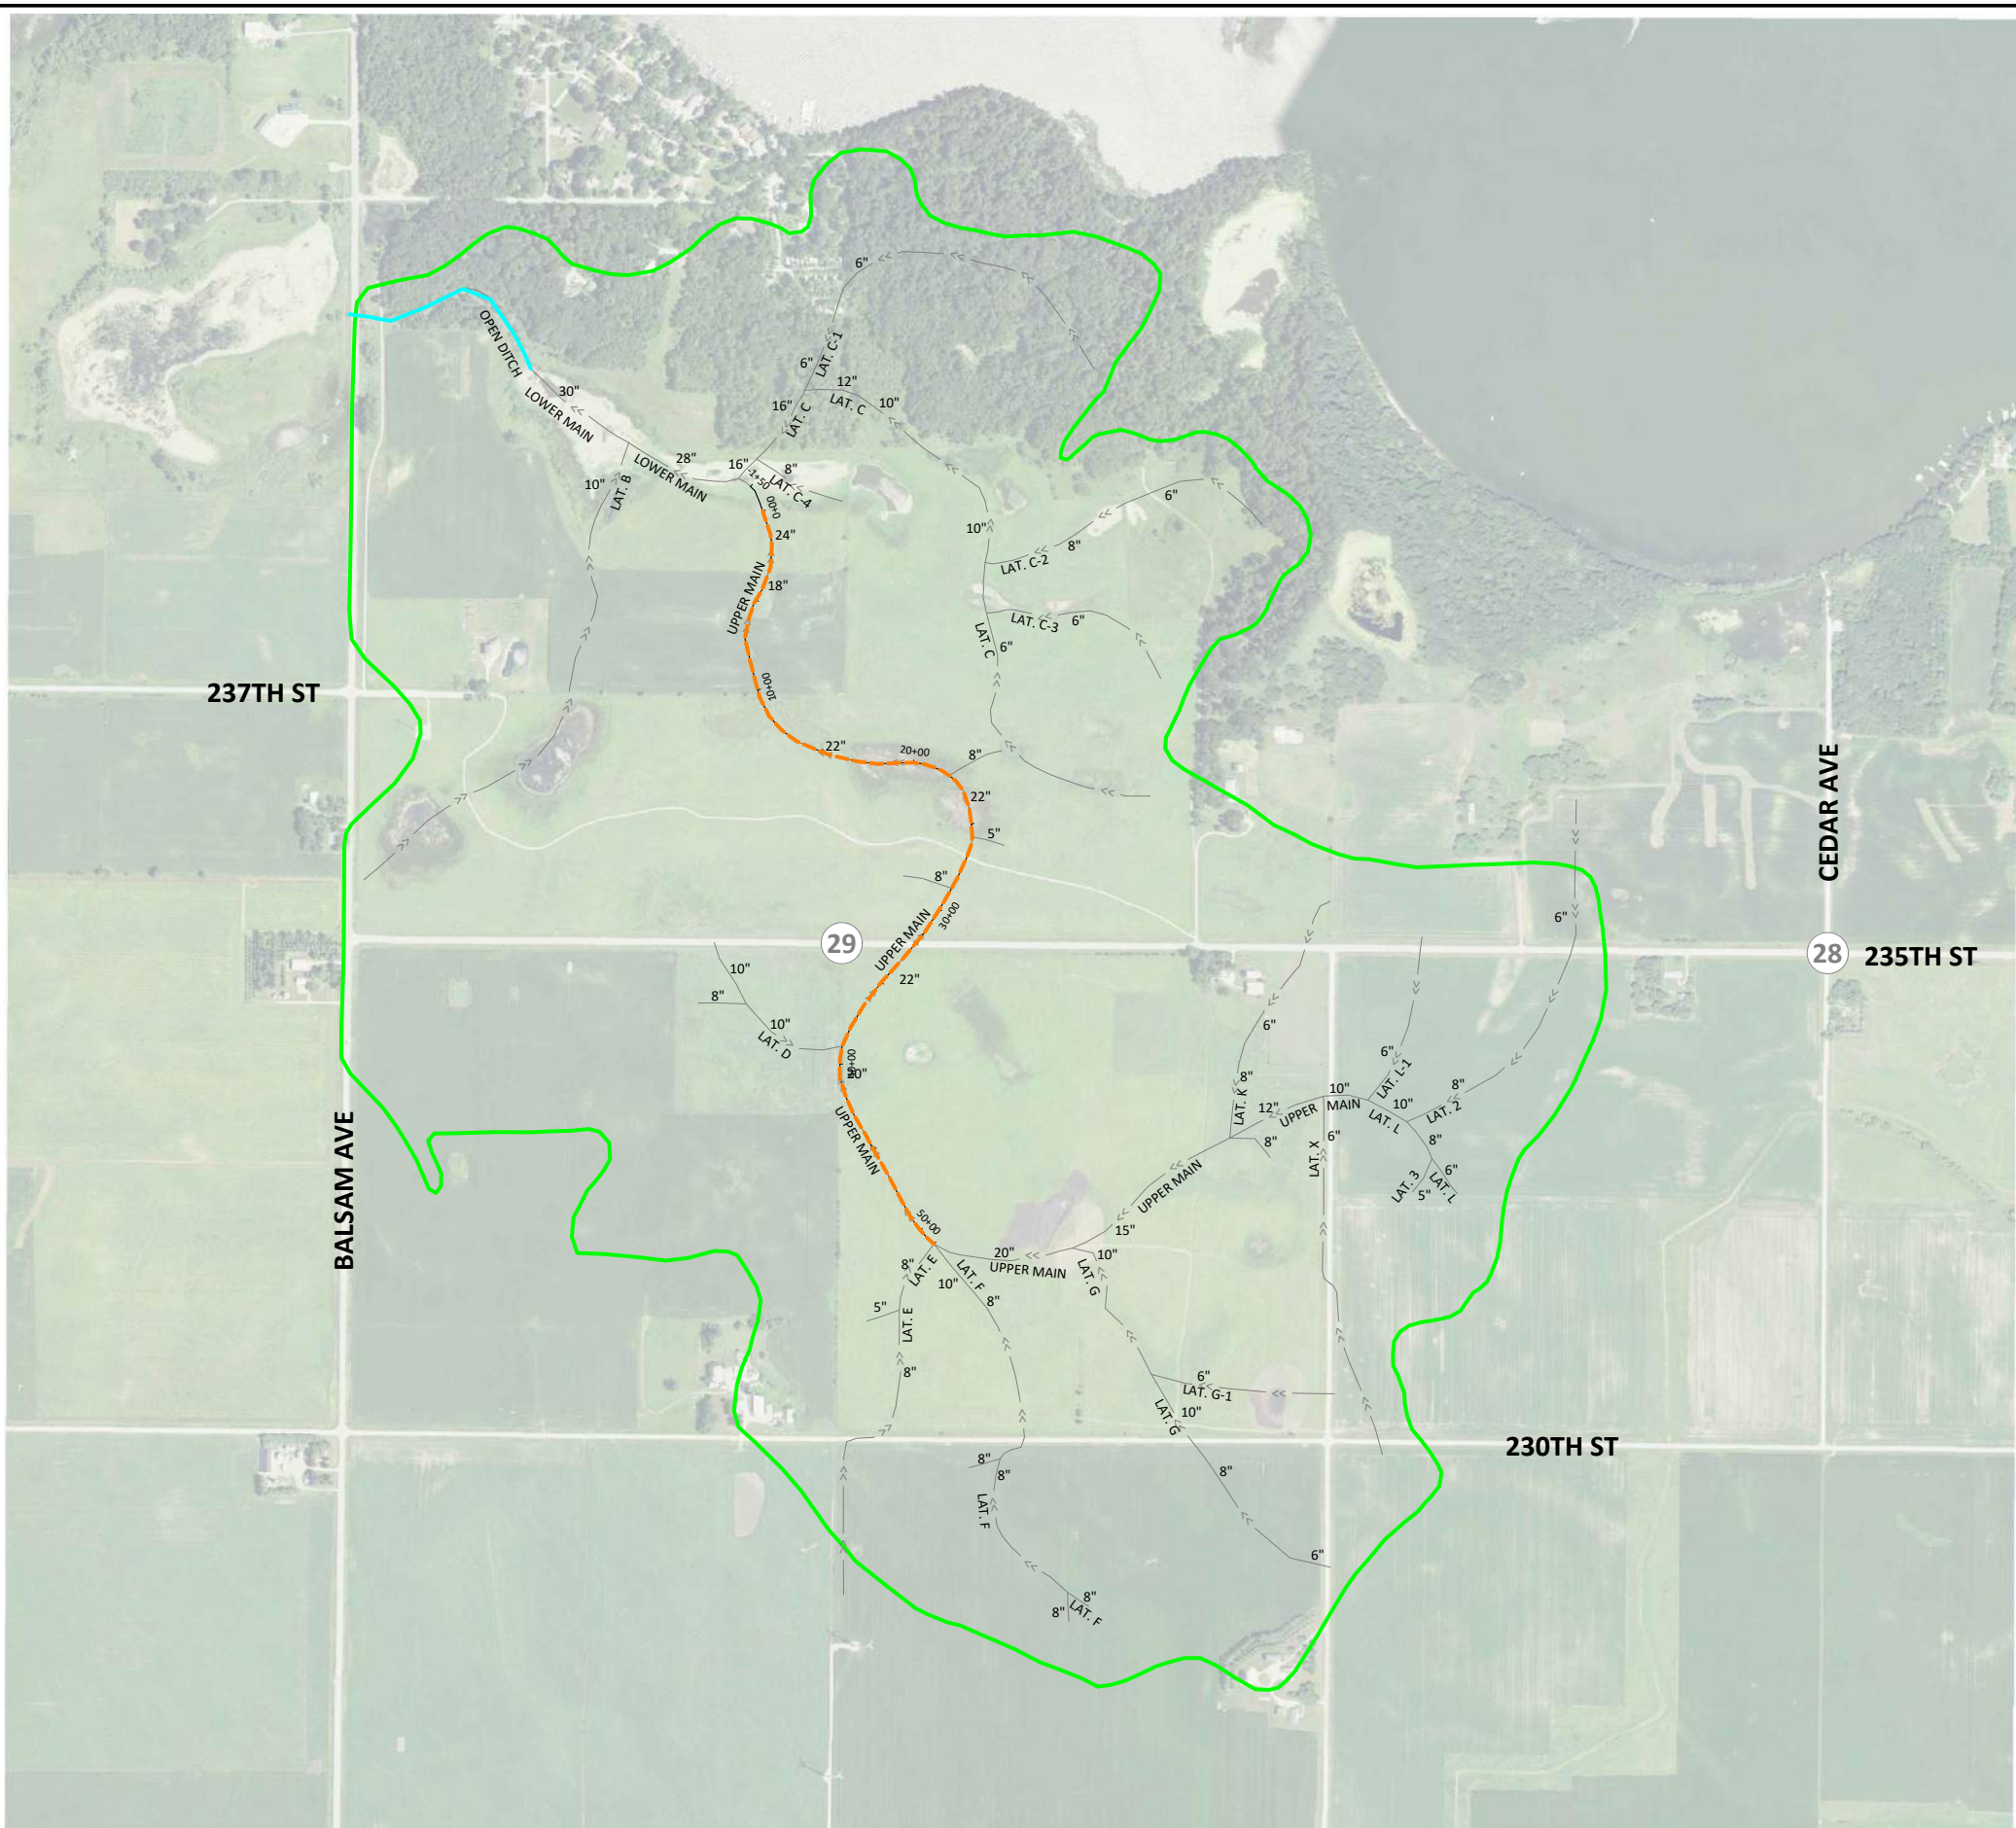 6"
LAT. C-1
6"
12"
LAT. C
10"
16"
LAT. C
OPEN DITCH
30"
LOWER MAIN
28"
LOWER MAIN
16"
8"
LAT. C-4
-1+50
0+00
10"
LAT. B
24"
6"
10"
8"
LAT. C-2
18"
UPPER MAIN
LAT. C-3
6"
LAT. C
6"
237TH ST
10+00
22"
20+00
8"
22"
5"
8"
30+00
UPPER MAIN
22"
29
28
235TH ST
CEDAR AVE
6"
10"
8"
10"
LAT. D
20"
UPPER MAIN
6"
8"
LAT. K
12"
UPPER MAIN
10"
6"
LAT. L-1
10"
LAT. L
8"
LAT. 2
8"
6"
LAT. L
LAT. 3
5"
8"
6"
LAT. X
UPPER MAIN
15"
BALSAM AVE
50+00
20"
UPPER MAIN
10"
LAT. G
8"
LAT. E
LAT. F
10"
8"
5"
LAT. E
8"
6"
LAT. G-1
10"
LAT. G
230TH ST
8"
8"
8"
LAT. F
6"
8"
LAT. F
8"